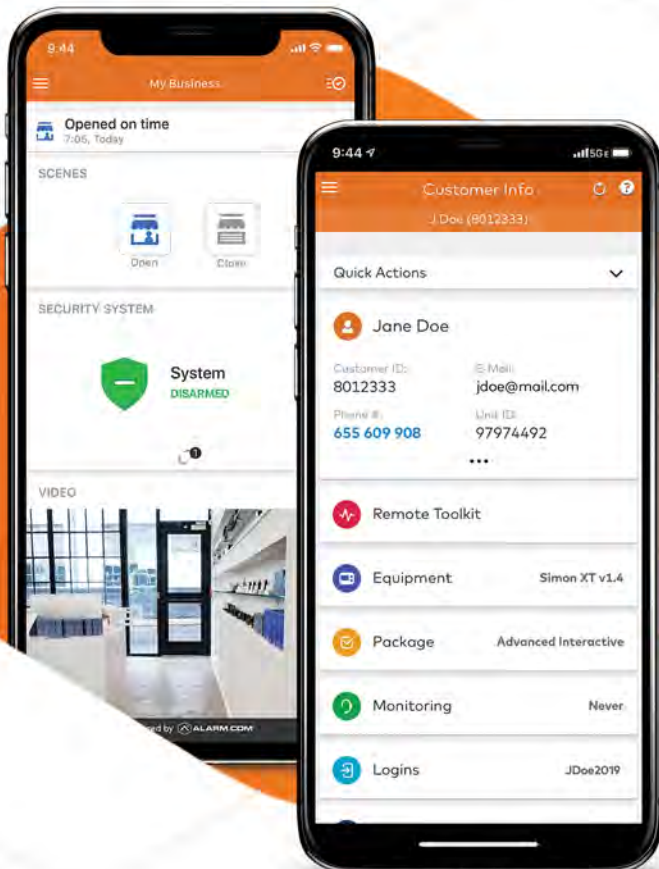 9:44
My Business
Opened on time
7:05, Today
SCENES
Open
Close
SECURITY SYSTEM
System
DISARMED
1
VIDEO
by ALARM.COM
9:44
5GE
Customer Info
?
J Doe (8012333)
Quick Actions
Jane Doe
Customer ID:
E-Mail:
8012333
jdoe@mail.com
Phone #:
Unit ID:
655 609 908
97974492
Remote Toolkit
Equipment
Simon XT v1.4
Package
Advanced Interactive
Monitoring
Never
Logins
JDoe2019